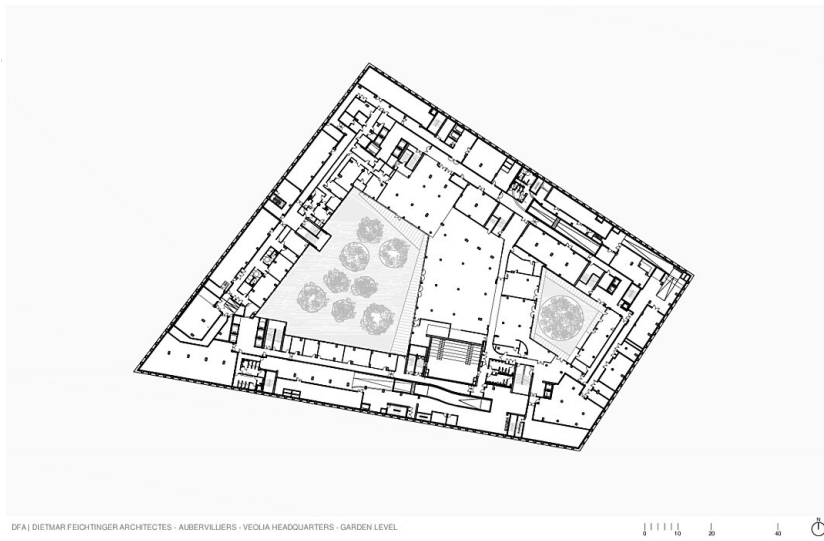 DFA | DIETMAR FEICHTINGER ARCHITECTES - AUBERVILLIERS - VEOLIA HEADQUARTERS - GARDEN LEVEL
0 10 20 40
N